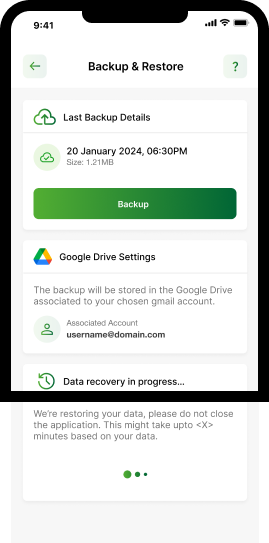 9:41
Backup & Restore
?
Last Backup Details
20 January 2024, 06:30PM
Size: 1.21MB
Backup
Google Drive Settings
The backup will be stored in the Google Drive
associated to your chosen gmail account.
Associated Account
username@domain.com
Data recovery in progress...
We're restoring your data, please do not close
the application. This might take upto <X>
minutes based on your data.